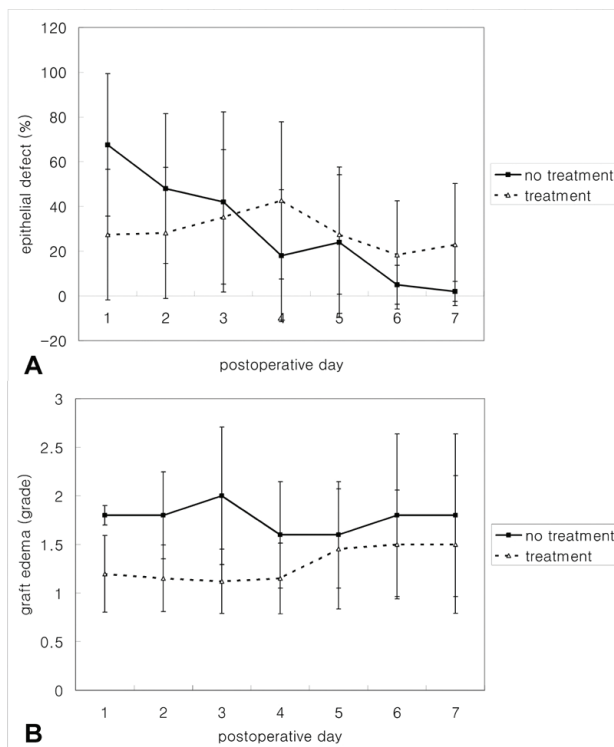 120
100
80
60
40
20
0
−20
epithelial defect (%)
1 2 3 4 5 6 7
postoperative day
no treatment
treatment
A
3
2.5
2
1.5
1
0.5
0
graft edema (grade)
1 2 3 4 5 6 7
postoperative day
no treatment
treatment
B